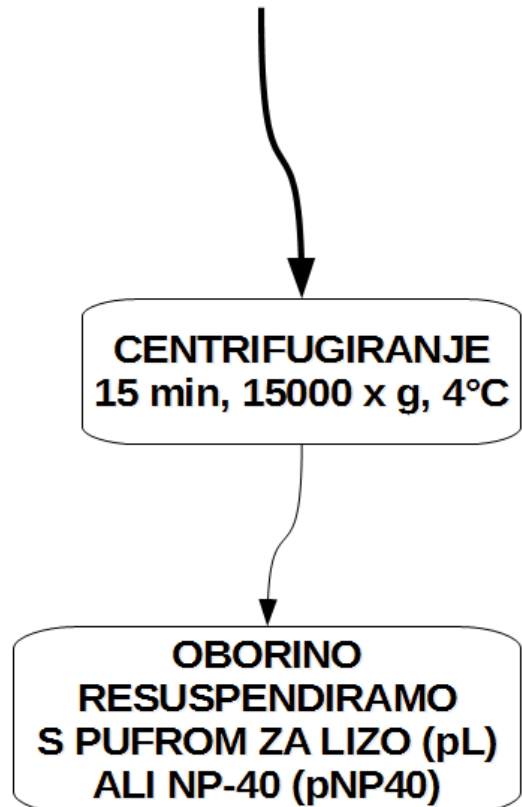 CENTRIFUGIRANJE
15 min, 15000 x g, 4°C
OBORINO
RESUSPENDIRAMO
S PUFROM ZA LIZO (pL)
ALI NP-40 (pNP40)